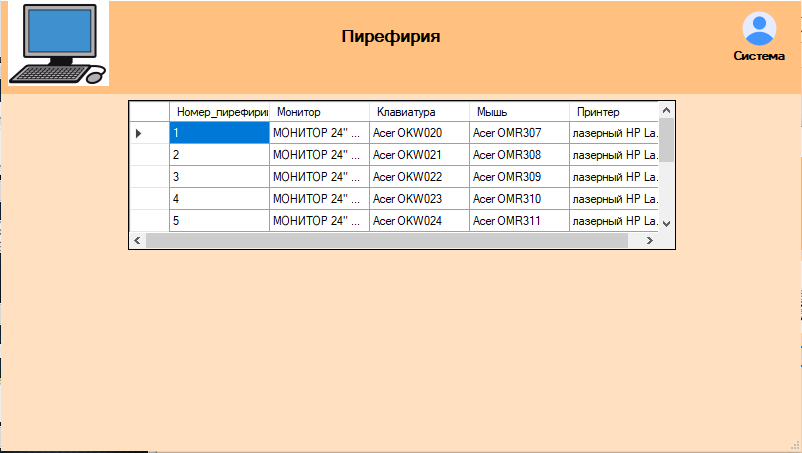 Пирефирия
Система
Номер_пирефири Монитор Клавиатура Мышь Принтер
1 МОНИТОР 24" ... Acer OKW020 Acer OMR307 лазерный HP La...
2 МОНИТОР 24" ... Acer OKW021 Acer OMR308 лазерный HP La...
3 МОНИТОР 24" ... Acer OKW022 Acer OMR309 лазерный HP La...
4 МОНИТОР 24" ... Acer OKW023 Acer OMR310 лазерный HP La...
5 МОНИТОР 24" ... Acer OKW024 Acer OMR311 лазерный HP La...